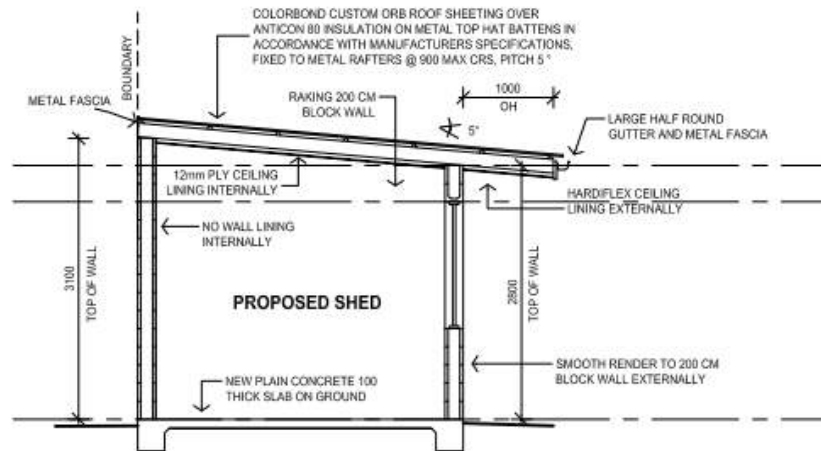 COLORBOND CUSTOM ORB ROOF SHEETING OVER
ANTICON 80 INSULATION ON METAL TOP HAT BATTENS IN
ACCORDANCE WITH MANUFACTURERS SPECIFICATIONS,
FIXED TO METAL RAFTERS @ 900 MAX CRS, PITCH 5 °
BOUNDARY
METAL FASCIA
RAKING 200 CM
BLOCK WALL
1000
OH
5°
LARGE HALF ROUND
GUTTER AND METAL FASCIA
12mm PLY CEILING
LINING INTERNALLY
HARDIFLEX CEILING
LINING EXTERNALLY
NO WALL LINING
INTERNALLY
3100
TOP OF WALL
PROPOSED SHED
2800
TOP OF WALL
SMOOTH RENDER TO 200 CM
BLOCK WALL EXTERNALLY
NEW PLAIN CONCRETE 100
THICK SLAB ON GROUND